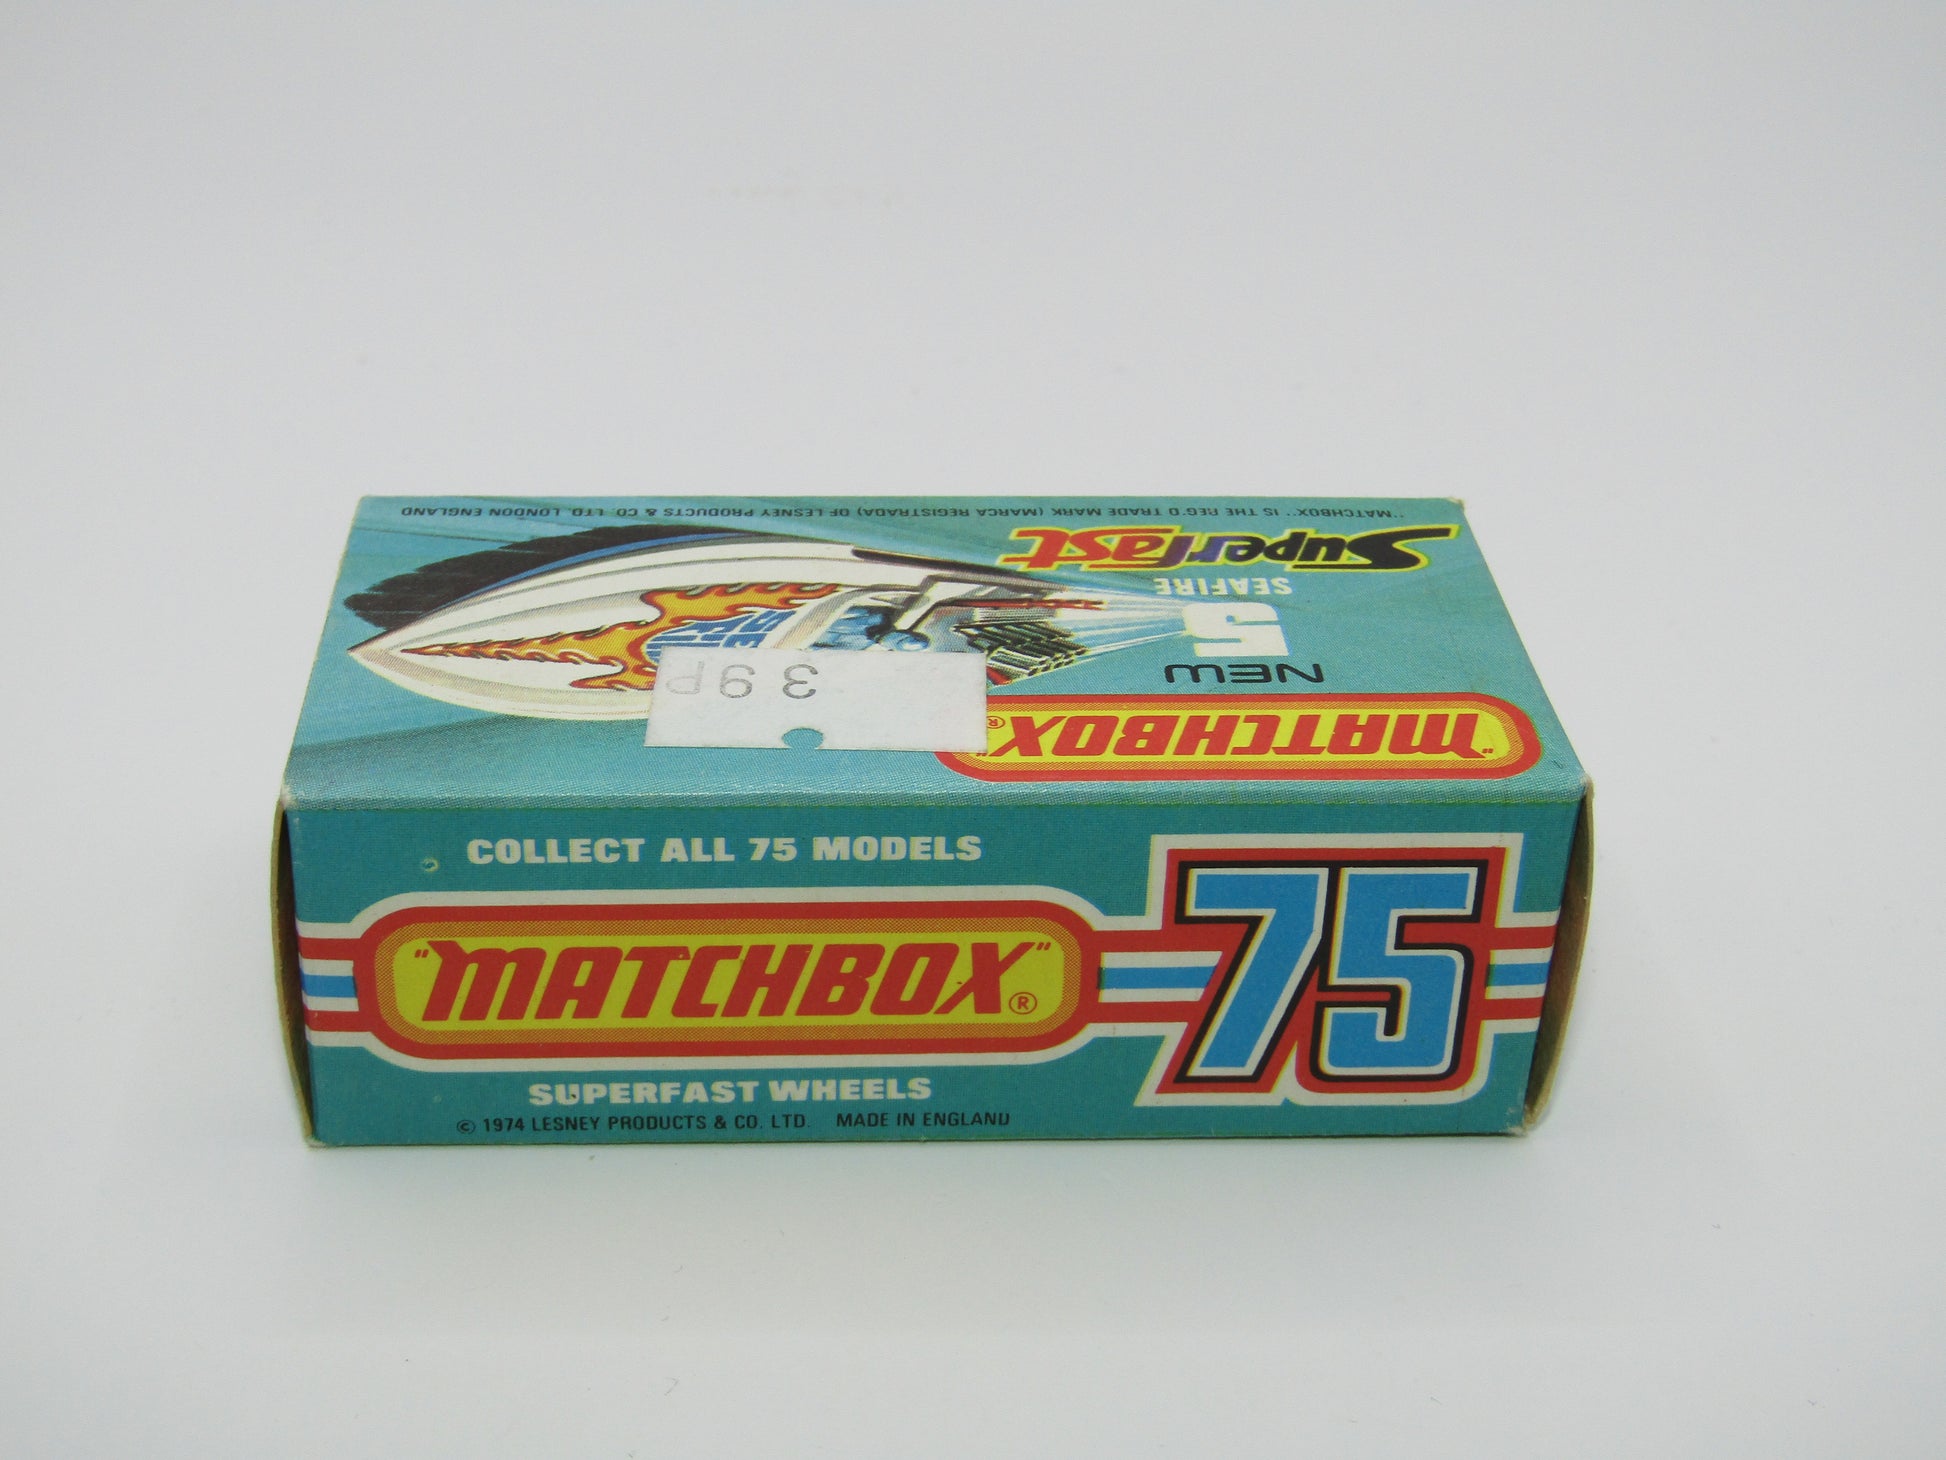 "MATCHBOX" IS THE REG'D TRADE MARK (MARCA REGISTRADA) OF LESNEY PRODUCTS & CO. LTD. LONDON ENGLAND
Superfast
SEAFIRE
5
NEW
39P
"MATCHBOX"®
COLLECT ALL 75 MODELS
"MATCHBOX"®
75
SUPERFAST WHEELS
© 1974 LESNEY PRODUCTS & CO. LTD. MADE IN ENGLAND